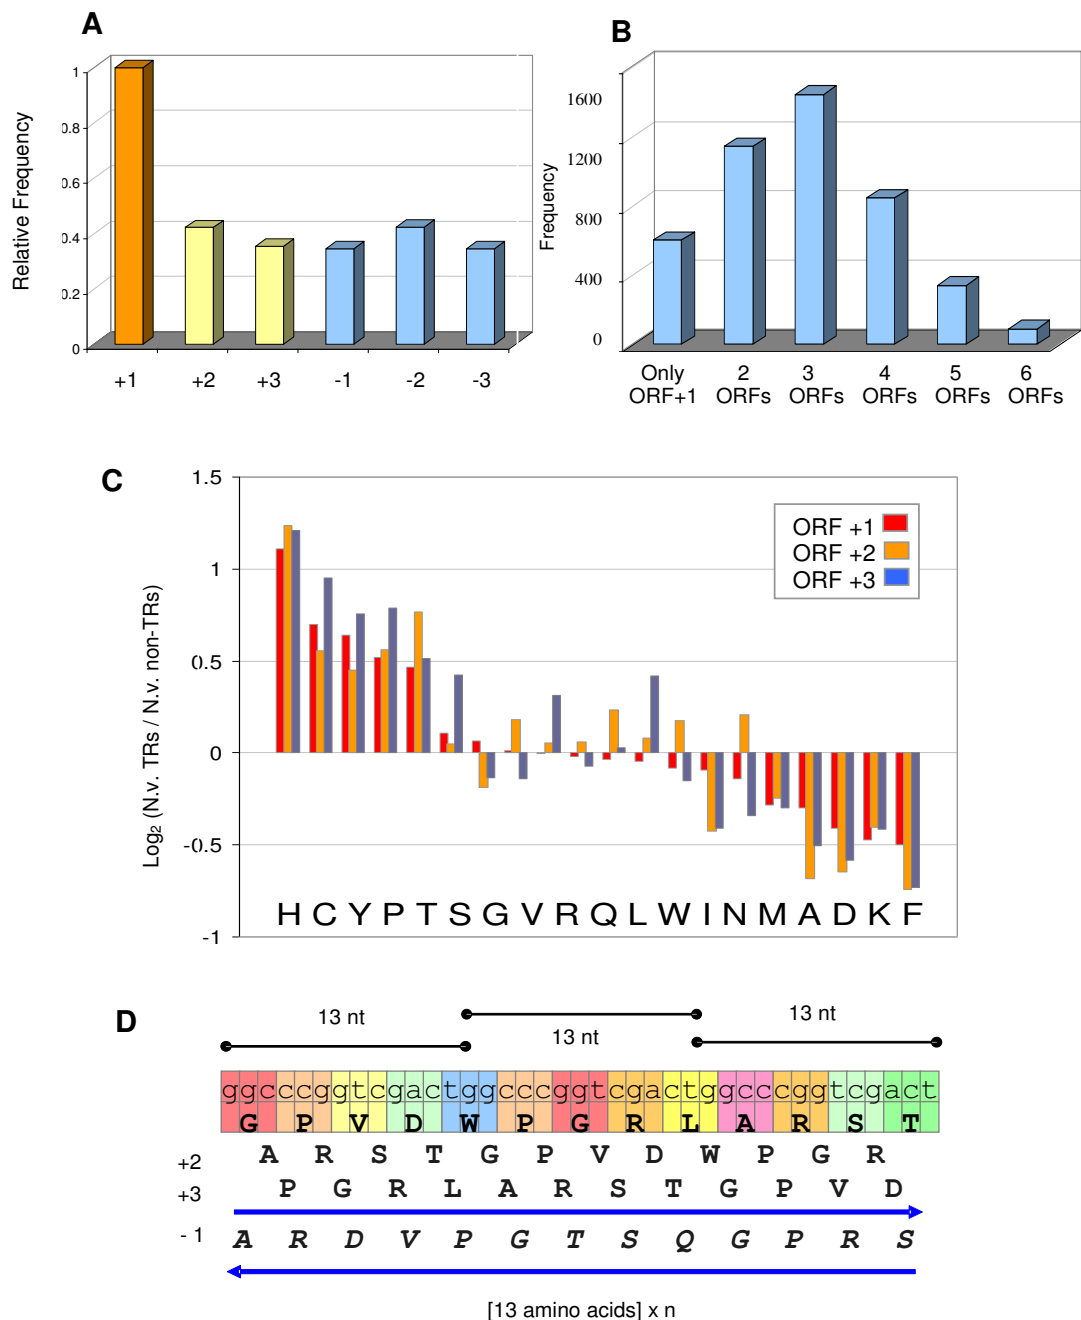 A
Relative Frequency
1
0.8
0.6
0.4
0.2
0
+1 +2 +3 -1 -2 -3
B
Frequency
1600
1200
800
400
0
Only 2 3 4 5 6
ORF+1 ORFs ORFs ORFs ORFs ORFs
C
Log2 (N.v. TRs / N.v. non-TRs)
1.5
1
0.5
0
-0.5
-1
ORF +1
ORF +2
ORF +3
H C Y P T S G V R Q L W I N M A D K F
D
13 nt 13 nt 13 nt
ggcccggtcgactggcccggtcgactggcccggtcgact
G P V D W P G R L A R S T
+2 A R S T G P V D W P G R
+3 P G R L A R S T G P V D
- 1 A R D V P G T S Q G P R S
[13 amino acids] x n